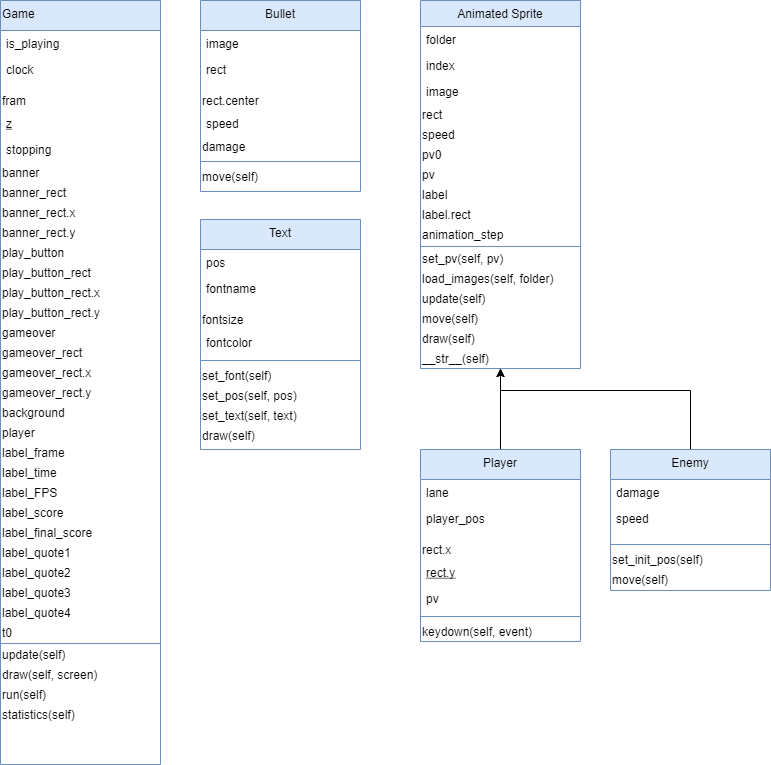 Game
is_playing
clock
fram
z
stopping
banner
banner_rect
banner_rect.x
banner_rect.y
play_button
play_button_rect
play_button_rect.x
play_button_rect.y
gameover
gameover_rect
gameover_rect.x
gameover_rect.y
background
player
label_frame
label_time
label_FPS
label_score
label_final_score
label_quote1
label_quote2
label_quote3
label_quote4
t0
update(self)
draw(self, screen)
run(self)
statistics(self)
Bullet
image
rect
rect.center
speed
damage
move(self)
Text
pos
fontname
fontsize
fontcolor
set_font(self)
set_pos(self, pos)
set_text(self, text)
draw(self)
Animated Sprite
folder
index
image
rect
speed
pv0
pv
label
label.rect
animation_step
set_pv(self, pv)
load_images(self, folder)
update(self)
move(self)
draw(self)
__str__(self)
Player
lane
player_pos
rect.x
rect.y
pv
keydown(self, event)
Enemy
damage
speed
set_init_pos(self)
move(self)